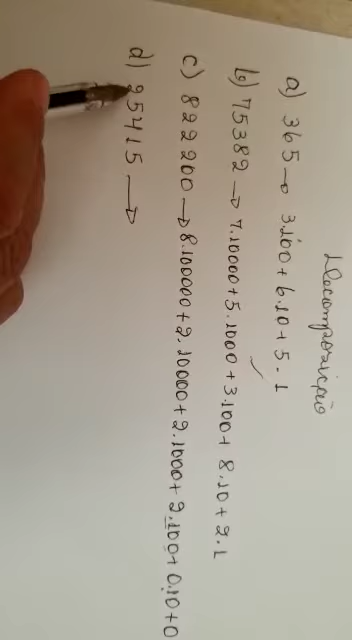 Decomposição
a) 365 → 3.100 + 6.10 + 5.1
b) 75382 → 7.10000 + 5.1000 + 3.100 + 8.10 + 2.1
c) 822200 → 8.100000 + 2.10000 + 2.1000 + 2.100 + 0.10 + 0
d) 25415 →